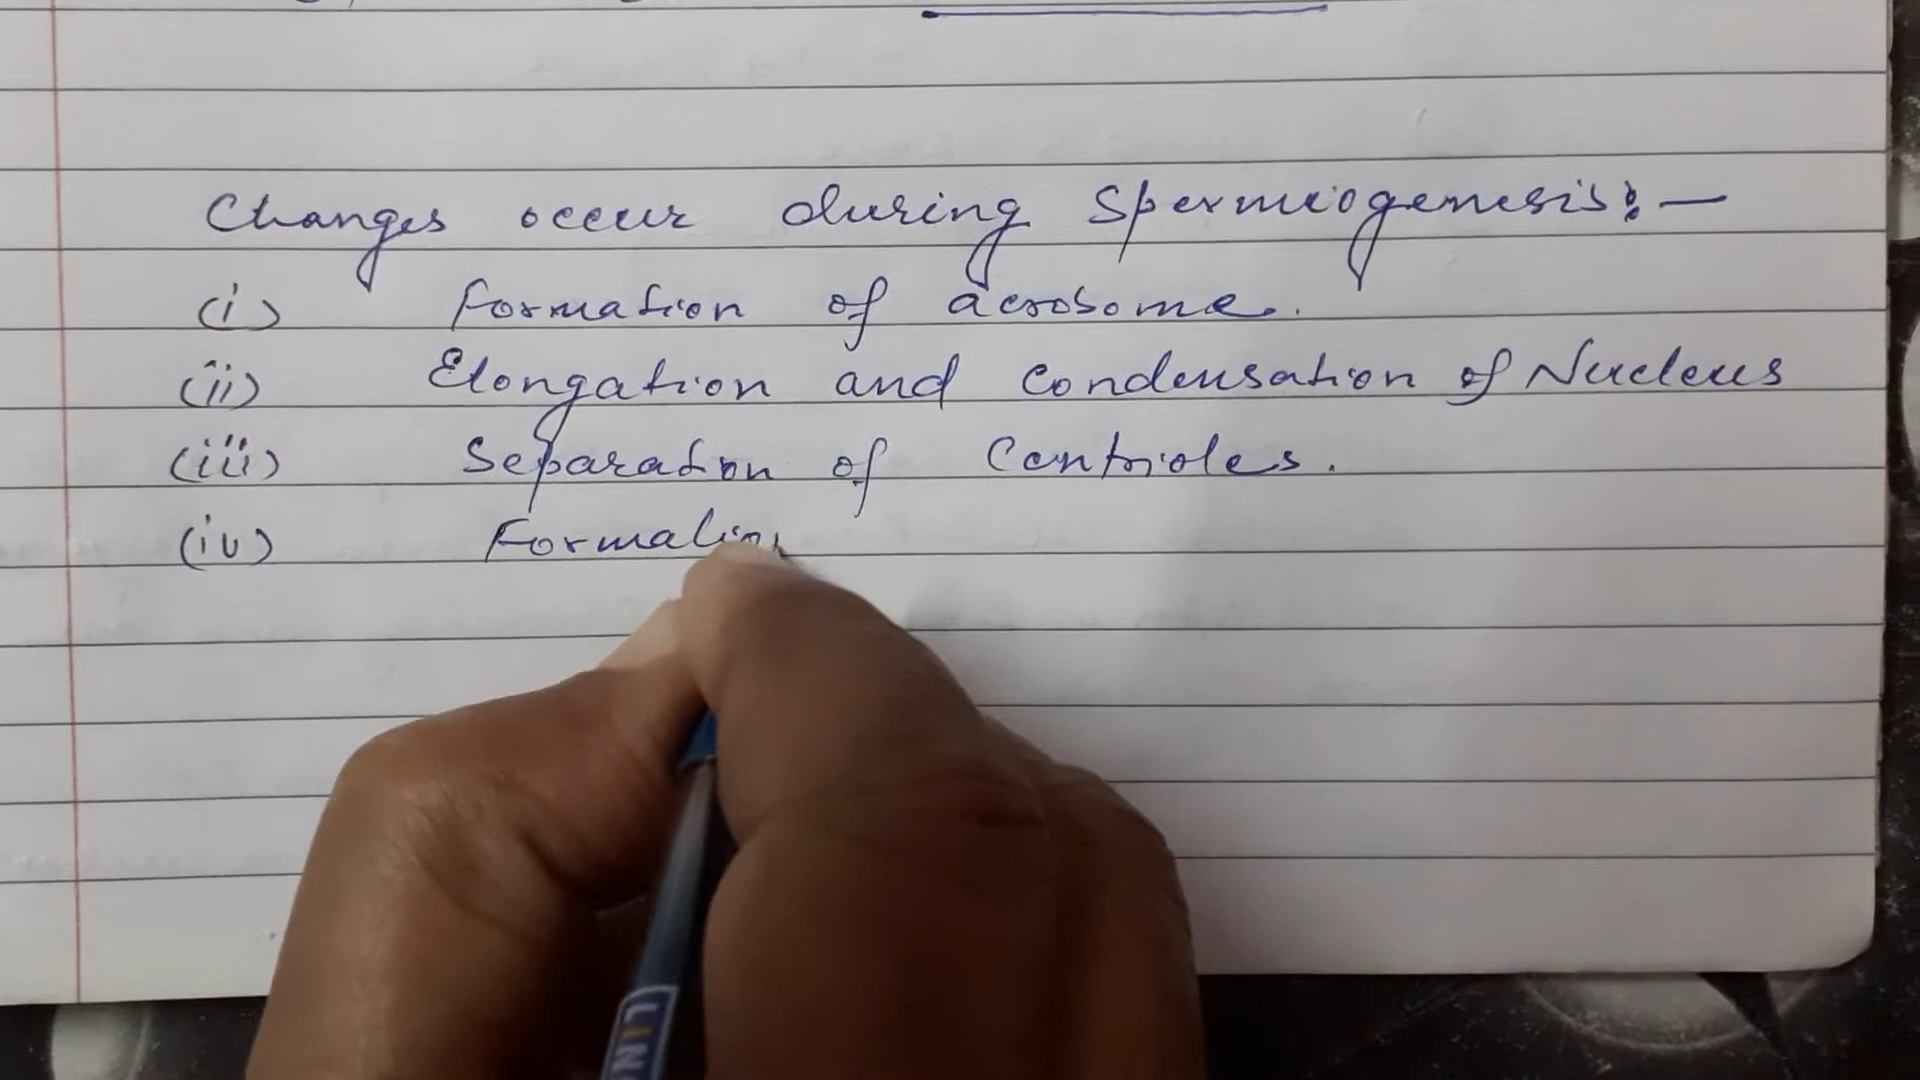 Changes occur during Spermiogenesis:-
(i) Formation of acrosome.
(ii) Elongation and Condensation of Nucleus
(iii) Separation of Centrioles.
(iv) Formation
LINC